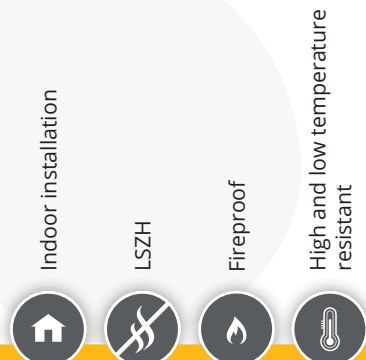 Indoor installation
LSZH
Fireproof
High and low temperature
resistant